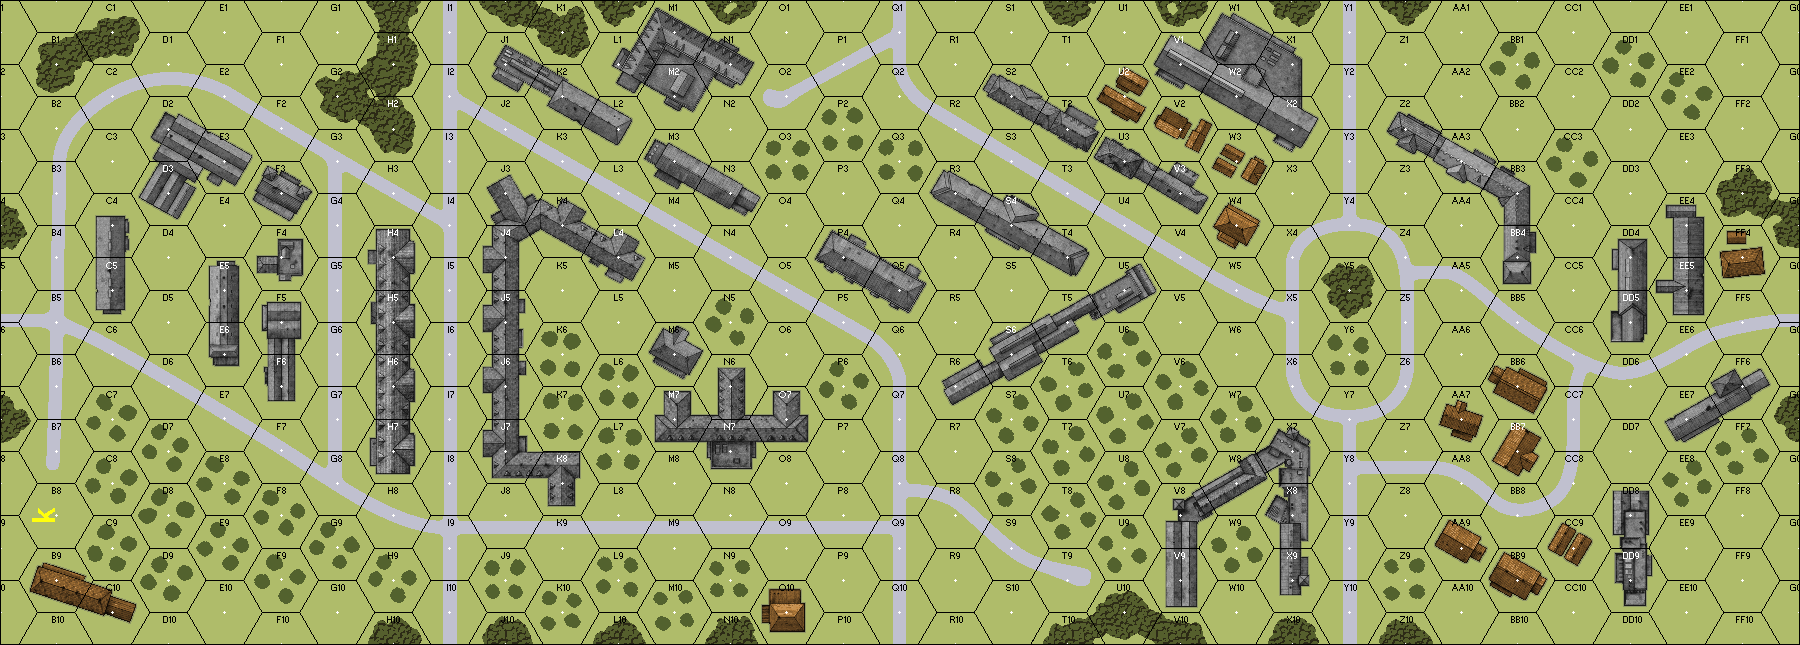 C1 E1 G1 I1 K1 M1 O1 Q1 S1 U1 W1 Y1 AA1 CC1 EE1
B1 D1 F1 H1 J1 L1 N1 P1 R1 T1 V1 X1 Z1 BB1 DD1 FF1
C2 E2 G2 I2 K2 M2 O2 Q2 S2 U2 W2 Y2 AA2 CC2 EE2
B2 D2 F2 H2 J2 L2 N2 P2 R2 T2 V2 X2 Z2 BB2 DD2 FF2
C3 E3 G3 I3 K3 M3 O3 Q3 S3 U3 W3 Y3 AA3 CC3 EE3
B3 D3 F3 H3 J3 L3 N3 P3 R3 T3 V3 X3 Z3 BB3 DD3 FF3
C4 E4 G4 I4 K4 M4 O4 Q4 S4 U4 W4 Y4 AA4 CC4 EE4
B4 D4 F4 H4 J4 L4 N4 P4 R4 T4 V4 X4 Z4 BB4 DD4 FF4
C5 E5 G5 I5 K5 M5 O5 Q5 S5 U5 W5 Y5 AA5 CC5 EE5
B5 D5 F5 H5 J5 L5 N5 P5 R5 T5 V5 X5 Z5 BB5 DD5 FF5
C6 E6 G6 I6 K6 M6 O6 Q6 S6 U6 W6 Y6 AA6 CC6 EE6
B6 D6 F6 H6 J6 L6 N6 P6 R6 T6 V6 X6 Z6 BB6 DD6 FF6
C7 E7 G7 I7 K7 M7 O7 Q7 S7 U7 W7 Y7 AA7 CC7 EE7
B7 D7 F7 H7 J7 L7 N7 P7 R7 T7 V7 X7 Z7 BB7 DD7 FF7
C8 E8 G8 I8 K8 M8 O8 Q8 S8 U8 W8 Y8 AA8 CC8 EE8
B8 D8 F8 H8 J8 L8 N8 P8 R8 T8 V8 X8 Z8 BB8 DD8 FF8
k
C9 E9 G9 I9 K9 M9 O9 Q9 S9 U9 W9 Y9 AA9 CC9 EE9
B9 D9 F9 H9 J9 L9 N9 P9 R9 T9 V9 X9 Z9 BB9 DD9 FF9
C10 E10 G10 I10 K10 M10 O10 Q10 S10 U10 W10 Y10 AA10 CC10 EE10
B10 D10 F10 H10 J10 L10 N10 P10 R10 T10 V10 X10 Z10 BB10 DD10 FF10